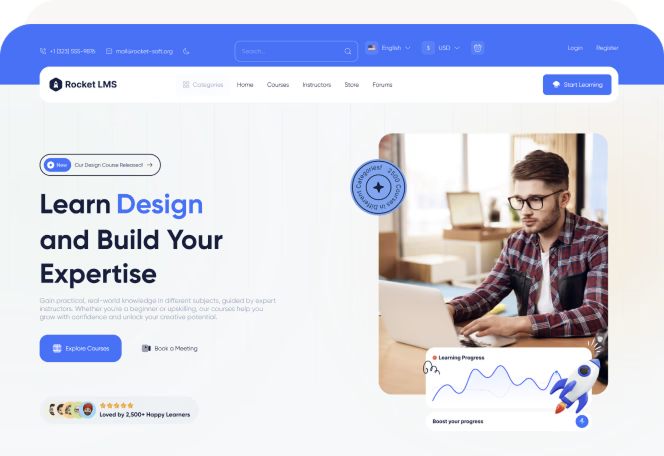 +1 (323) 555-9876
mail@rocket-soft.org
Search...
English
$ USD
Login
Register
Rocket LMS
Categories
Home
Courses
Instructors
Store
Forums
Start Learning
New
Our Design Course Released!
2500 Courses in Different Categories!
Learn Design
and Build Your
Expertise
Gain practical, real-world knowledge in different subjects, guided by expert
instructors. Whether you're a beginner or upskilling, our courses help you
grow with confidence and unlock your creative potential.
Explore Courses
Book a Meeting
Learning Progress
Boost your progress
Loved by 2,500+ Happy Learners